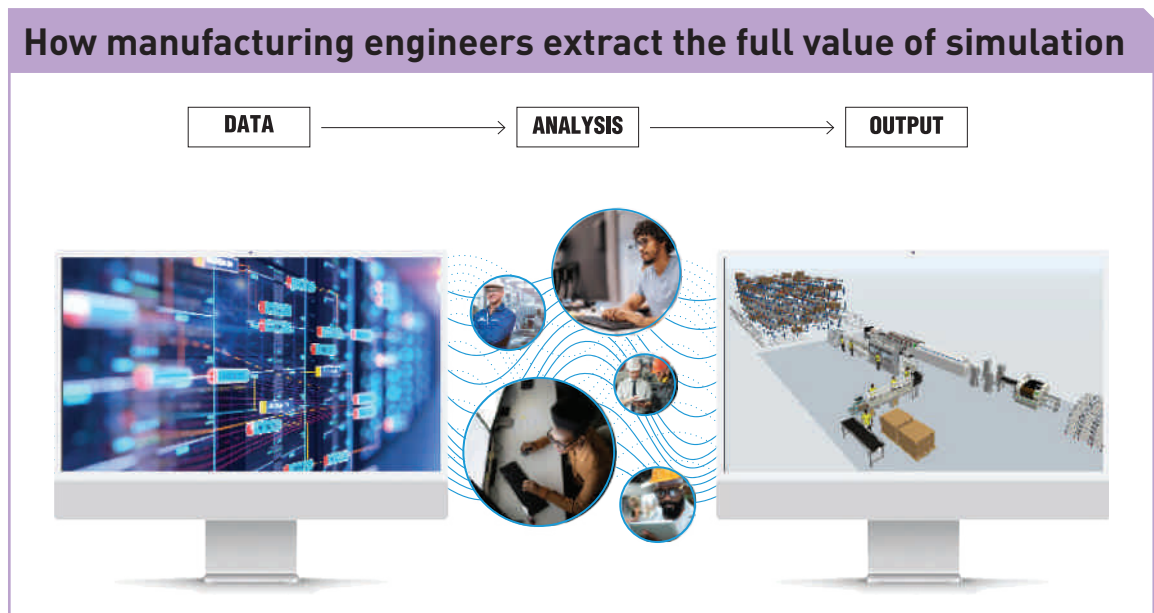 How manufacturing engineers extract the full value of simulation
DATA
ANALYSIS
OUTPUT